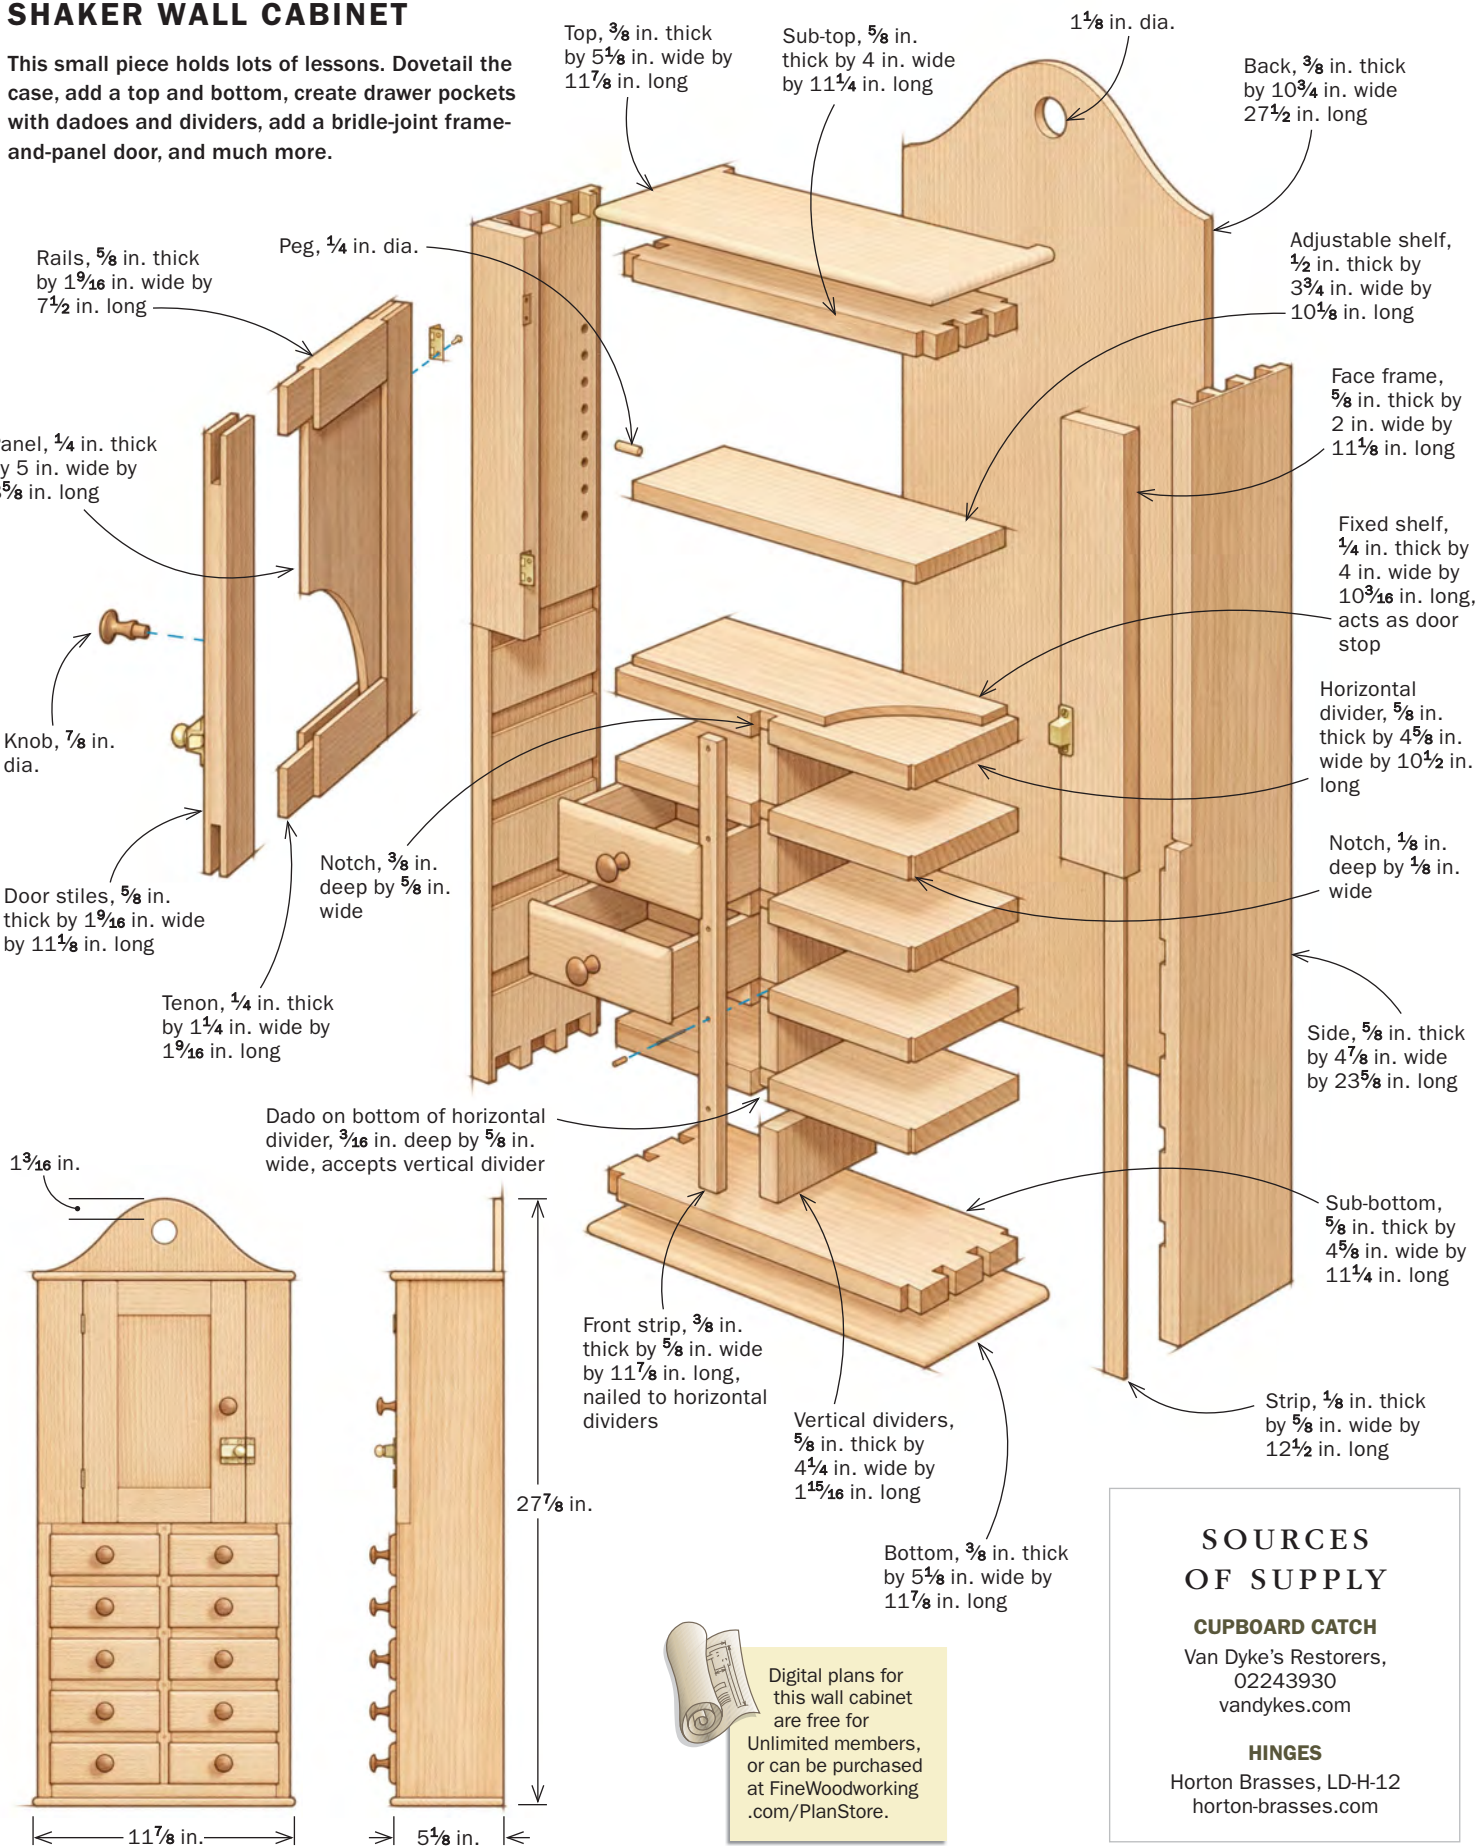 SHAKER WALL CABINET
This small piece holds lots of lessons. Dovetail the
case, add a top and bottom, create drawer pockets
with dadoes and dividers, add a bridle-joint frame-
and-panel door, and much more.
Top, 3⁄8 in. thick
by 51⁄8 in. wide by
117⁄8 in. long
Sub-top, 5⁄8 in.
thick by 4 in. wide
by 111⁄4 in. long
11⁄8 in. dia.
Back, 3⁄8 in. thick
by 103⁄4 in. wide
271⁄2 in. long
Rails, 5⁄8 in. thick
by 19⁄16 in. wide by
71⁄2 in. long
Peg, 1⁄4 in. dia.
Adjustable shelf,
1⁄2 in. thick by
33⁄4 in. wide by
101⁄8 in. long
Face frame,
5⁄8 in. thick by
2 in. wide by
111⁄8 in. long
anel, 1⁄4 in. thick
y 5 in. wide by
5⁄8 in. long
Fixed shelf,
1⁄4 in. thick by
4 in. wide by
103⁄16 in. long,
acts as door
stop
Knob, 7⁄8 in.
dia.
Horizontal
divider, 5⁄8 in.
thick by 45⁄8 in.
wide by 101⁄2 in.
long
Notch, 3⁄8 in.
deep by 5⁄8 in.
wide
Notch, 1⁄8 in.
deep by 1⁄8 in.
wide
Door stiles, 5⁄8 in.
thick by 19⁄16 in. wide
by 111⁄8 in. long
Tenon, 1⁄4 in. thick
by 11⁄4 in. wide by
19⁄16 in. long
Side, 5⁄8 in. thick
by 47⁄8 in. wide
by 235⁄8 in. long
Dado on bottom of horizontal
divider, 3⁄16 in. deep by 5⁄8 in.
wide, accepts vertical divider
13⁄16 in.
Sub-bottom,
5⁄8 in. thick by
45⁄8 in. wide by
111⁄4 in. long
Front strip, 3⁄8 in.
thick by 5⁄8 in. wide
by 117⁄8 in. long,
nailed to horizontal
dividers
Vertical dividers,
5⁄8 in. thick by
41⁄4 in. wide by
115⁄16 in. long
Strip, 1⁄8 in. thick
by 5⁄8 in. wide by
121⁄2 in. long
277⁄8 in.
Bottom, 3⁄8 in. thick
by 51⁄8 in. wide by
117⁄8 in. long
117⁄8 in.
51⁄8 in.
Digital plans for
this wall cabinet
are free for
Unlimited members,
or can be purchased
at FineWoodworking
.com/PlanStore.
SOURCES
OF SUPPLY
CUPBOARD CATCH
Van Dyke's Restorers,
02243930
vandykes.com
HINGES
Horton Brasses, LD-H-12
horton-brasses.com